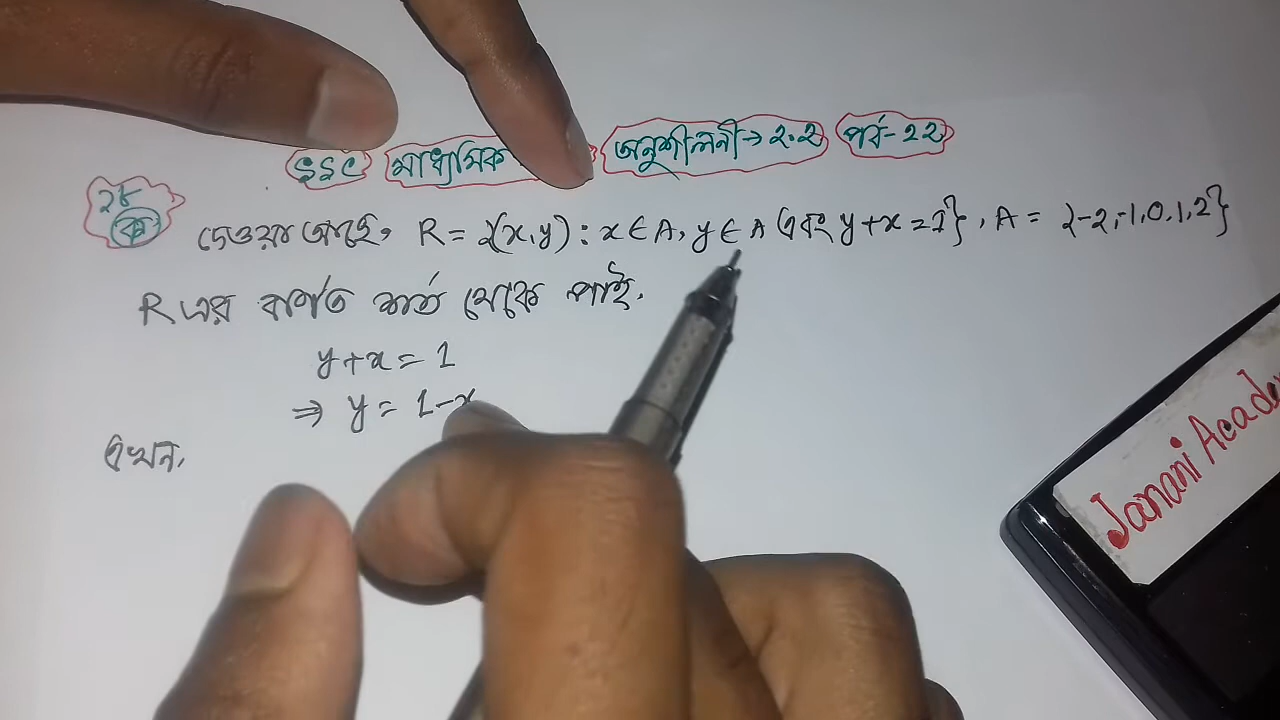 SSC মাধ্যমিক অনুশীলনী→২.২ পর্ব-২২
২৮
ক দেওয়া আছে, R = {(x,y) : x∈A, y∈A এবং y+x=1}, A = {-2,-1,0,1,2}
R এর বর্ণিত শর্ত থেকে পাই,
y+x = 1
⇒ y = 1-x
এখন,
Janani Acade